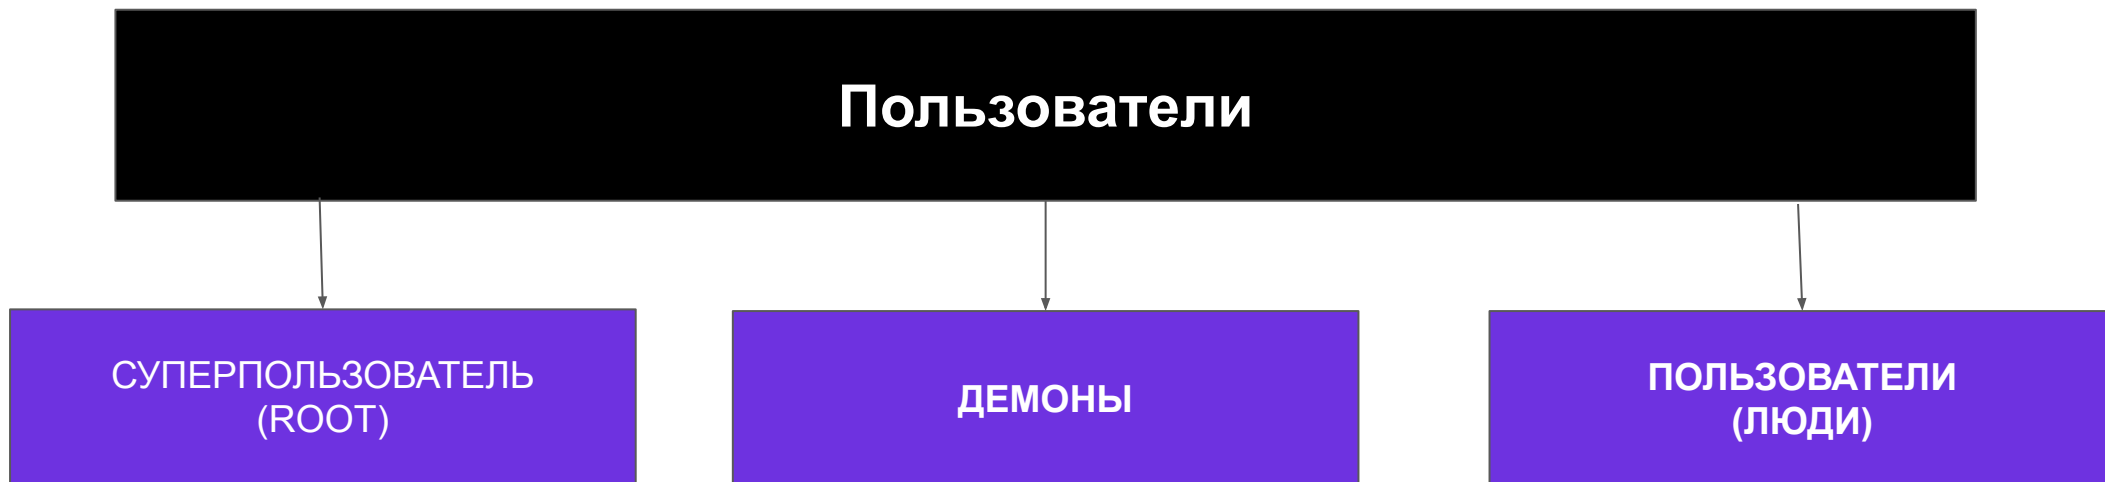 Пользователи
СУПЕРПОЛЬЗОВАТЕЛЬ
(ROOT)
ДЕМОНЫ
ПОЛЬЗОВАТЕЛИ
(ЛЮДИ)